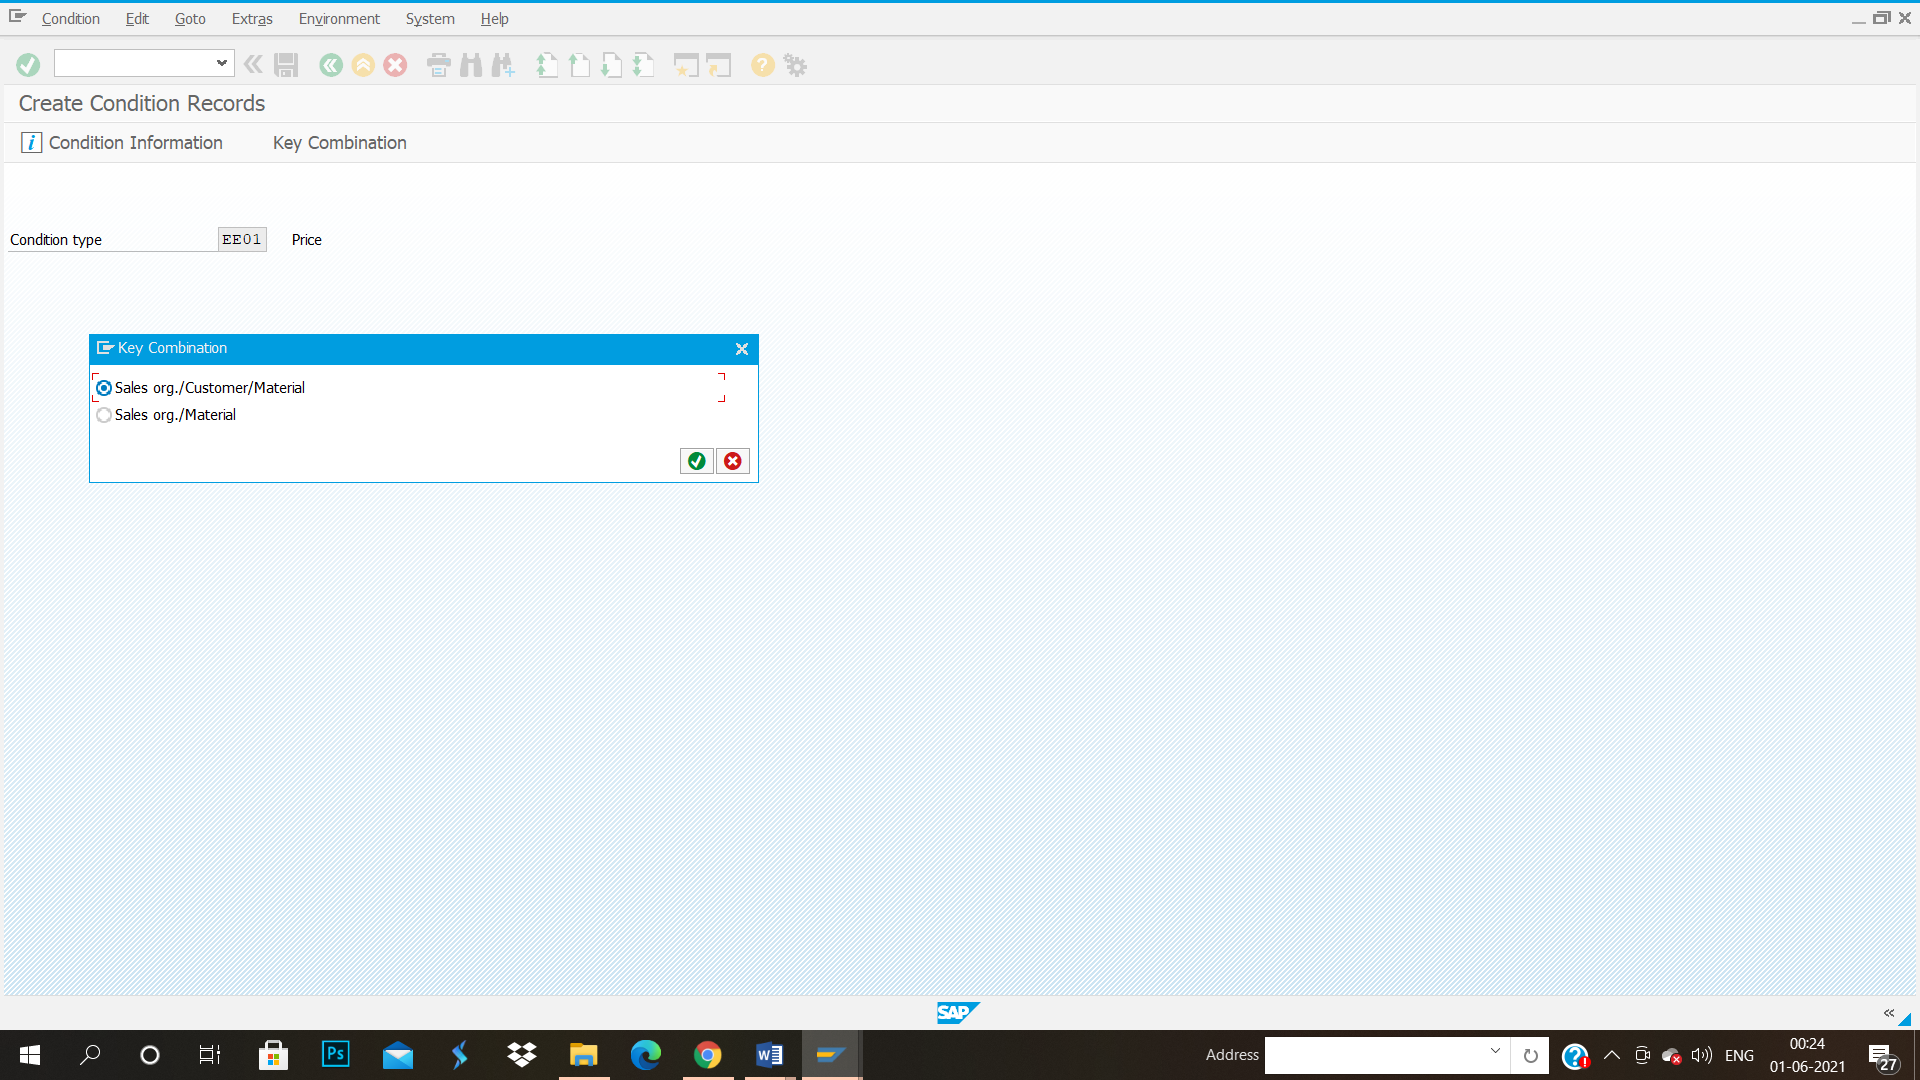 Condition Edit Goto Extras Environment System Help
Create Condition Records
i Condition Information Key Combination
Condition type EE01 Price
Key Combination
Sales org./Customer/Material
Sales org./Material
SAP
Ps
Address
ENG
00:24
01-06-2021
27